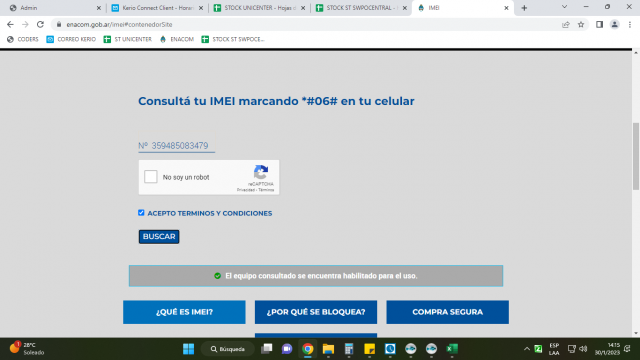 Admin
Kerio Connect Client - Horu
STOCK UNICENTER - Hojas d
STOCK ST SWPOCENTRAL -
IMEI
enacom.gob.ar/imei#contenedorSite
CODERS
CORREO KERIO
ST UNICENTER
ENACOM
STOCK ST SWPOCE...
Consultá tu IMEI marcando *#06# en tu celular
Nº 359485083479
No soy un robot
reCAPTCHA
Privacidad - Términos
ACEPTO TERMINOS Y CONDICIONES
BUSCAR
El equipo consultado se encuentra habilitado para el uso.
¿QUÉ ES IMEI?
¿POR QUÉ SE BLOQUEA?
COMPRA SEGURA
28°C
Soleado
Búsqueda
ESP
LAA
14:15
30/1/2023